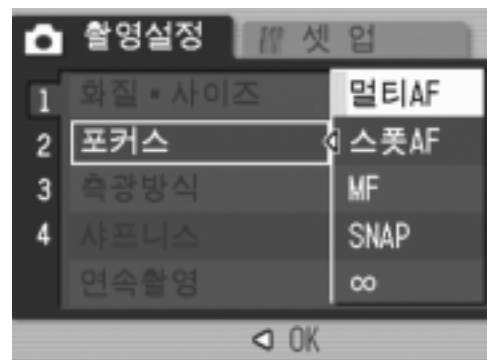 촬영설정 셋 업
1 화질・사이즈 멀티AF
2 포커스 스폿AF
3 측광방식 MF
4 샤프니스 SNAP
연속촬영 ∞
OK